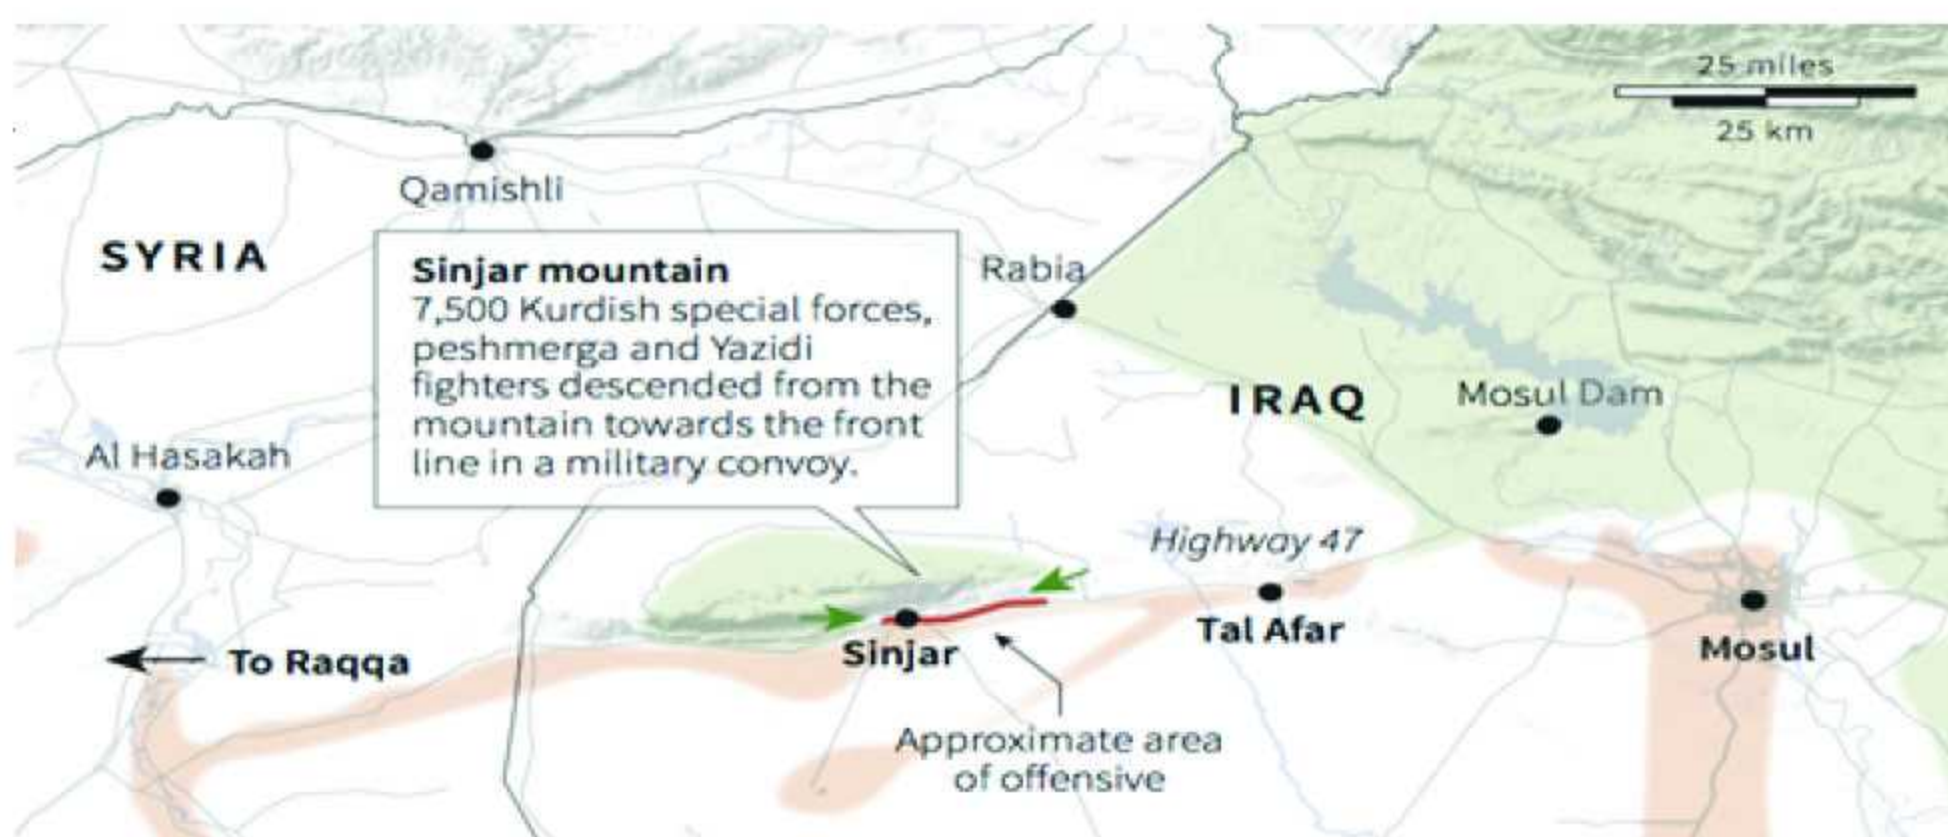 25 miles
25 km
Qamishli
SYRIA
Sinjar mountain
7,500 Kurdish special forces,
peshmerga and Yazidi
fighters descended from the
mountain towards the front
line in a military convoy.
Rabia
IRAQ
Mosul Dam
Al Hasakah
Highway 47
Tal Afar
Sinjar
Mosul
To Raqqa
Approximate area
of offensive